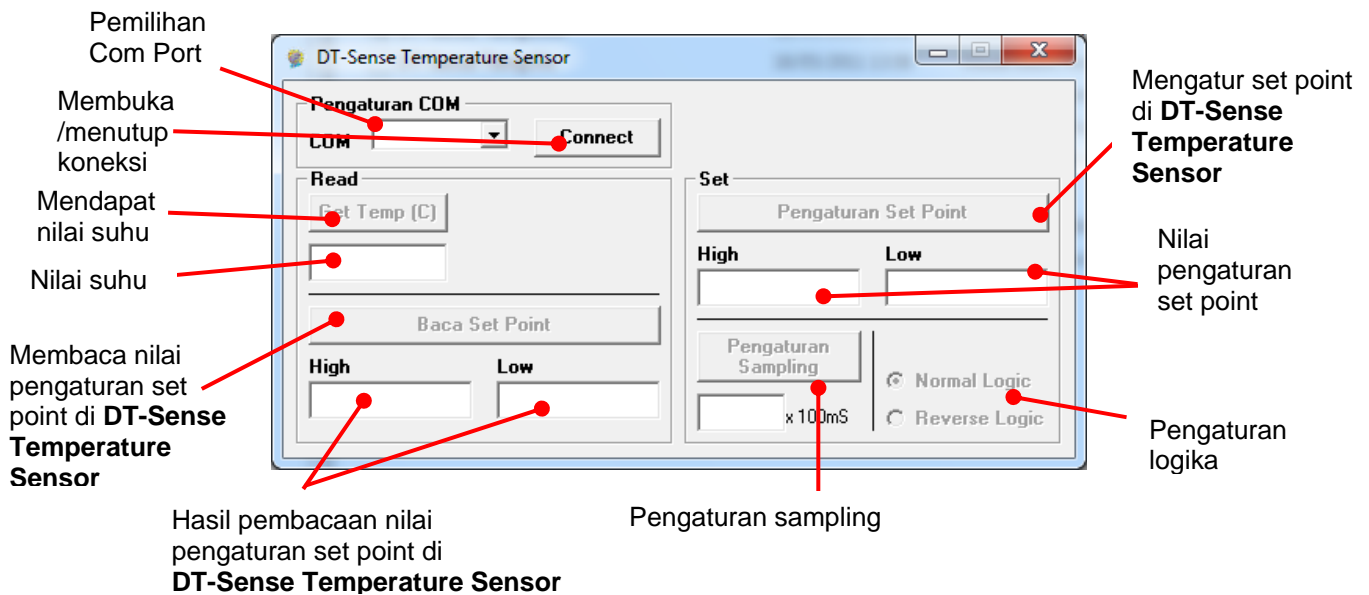 Pemilihan
Com Port
Membuka
/menutup
koneksi
Mendapat
nilai suhu
Nilai suhu
Membaca nilai
pengaturan set
point di DT-Sense
Temperature
Sensor
DT-Sense Temperature Sensor
Pengaturan COM
COM
Connect
Read
Get Temp (C)
Baca Set Point
High Low
Set
Pengaturan Set Point
High Low
Pengaturan
Sampling
x 100mS
Normal Logic
Reverse Logic
Mengatur set point
di DT-Sense
Temperature
Sensor
Nilai
pengaturan
set point
Pengaturan
logika
Hasil pembacaan nilai
pengaturan set point di
DT-Sense Temperature Sensor
Pengaturan sampling